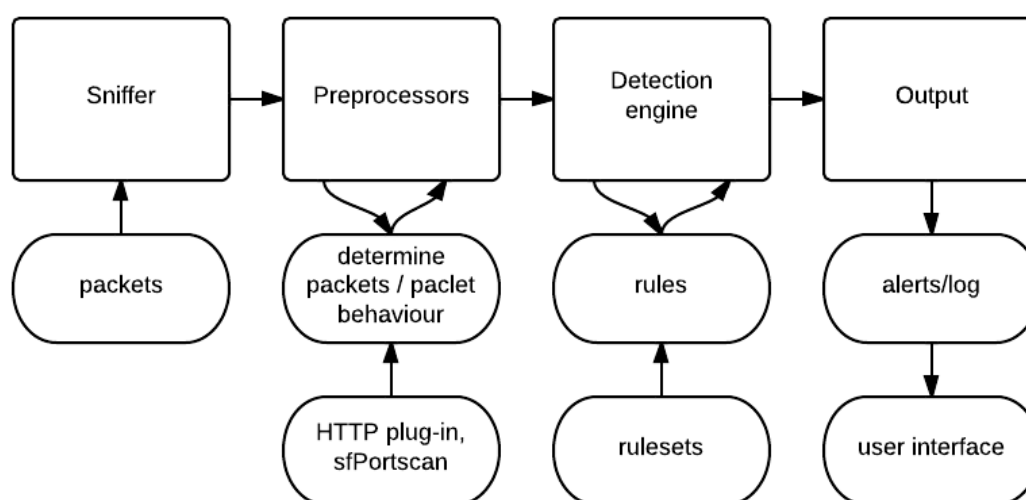 Sniffer
Preprocessors
Detection
engine
Output
packets
determine
packets / paclet
behaviour
rules
alerts/log
HTTP plug-in,
sfPortscan
rulesets
user interface